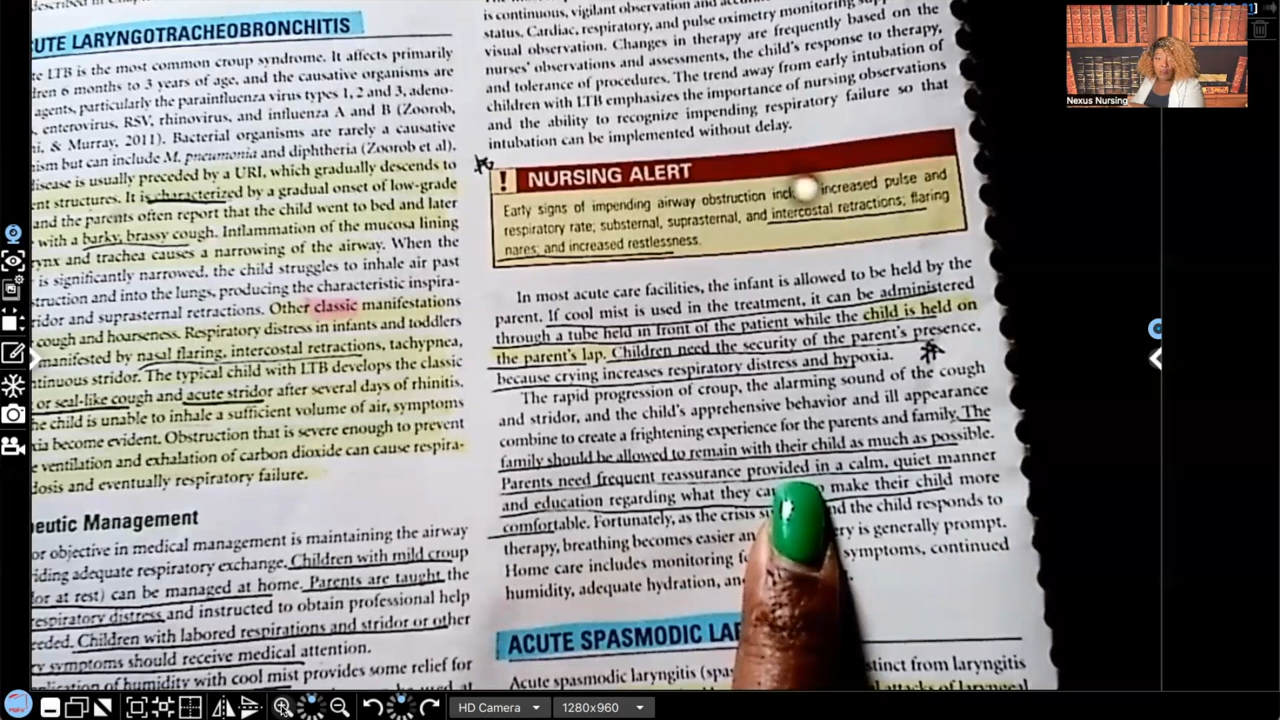 described in Chapter
CUTE LARYNGOTRACHEOBRONCHITIS
te LTB is the most common croup syndrome. It affects primarily
dren 6 months to 3 years of age, and the causative organisms are
agents, particularly the parainfluenza virus types 1, 2 and 3, adeno-
, enterovirus, RSV, rhinovirus, and influenza A and B (Zoorob,
ni, & Murray, 2011). Bacterial organisms are rarely a causative
ism but can include M. pneumonia and diphtheria (Zoorob et al).
isease is usually preceded by a URI, which gradually descends to
ent structures. It is characterized by a gradual onset of low-grade
and the parents often report that the child went to bed and later
with a barky, brassy cough. Inflammation of the mucosa lining
ynx and trachea causes a narrowing of the airway. When the
is significantly narrowed, the child struggles to inhale air past
struction and into the lungs, producing the characteristic inspira-
ridor and suprasternal retractions. Other classic manifestations
cough and hoarseness. Respiratory distress in infants and toddlers
manifested by nasal flaring, intercostal retractions, tachypnea,
ntinuous stridor. The typical child with LTB develops the classic
or seal-like cough and acute stridor after several days of rhinitis.
he child is unable to inhale a sufficient volume of air, symptoms
xia become evident. Obstruction that is severe enough to prevent
e ventilation and exhalation of carbon dioxide can cause respira-
dosis and eventually respiratory failure.
peutic Management
or objective in medical management is maintaining the airway
iding adequate respiratory exchange. Children with mild croup
or at rest) can be managed at home. Parents are taught the
respiratory distress and instructed to obtain professional help
eeded. Children with labored respirations and stridor or other
ry symptoms should receive medical attention.
plication of humidity with cool mist provides some relief for
is continuous, vigilant observation and
status. Cardiac, respiratory, and pulse oximetry monitoring
visual observation. Changes in therapy are frequently based on the
nurses' observations and assessments, the child's response to therapy,
and tolerance of procedures. The trend away from early intubation of
children with LTB emphasizes the importance of nursing observations
and the ability to recognize impending respiratory failure so that
intubation can be implemented without delay.
! NURSING ALERT
Early signs of impending airway obstruction incl increased pulse and
respiratory rate; substernal, suprasternal, and intercostal retractions; flaring
nares; and increased restlessness.
In most acute care facilities, the infant is allowed to be held by the
parent. If cool mist is used in the treatment, it can be administered
through a tube held in front of the patient while the child is held on
the parent's lap. Children need the security of the parent's presence,
because crying increases respiratory distress and hypoxia.
The rapid progression of croup, the alarming sound of the cough
and stridor, and the child's apprehensive behavior and ill appearance
combine to create a frightening experience for the parents and family. The
family should be allowed to remain with their child as much as possible.
Parents need frequent reassurance provided in a calm, quiet manner
and education regarding what they ca make their child more
comfortable. Fortunately, as the crisis nd the child responds to
therapy, breathing becomes easier an ry is generally prompt.
Home care includes monitoring symptoms, continued
humidity, adequate hydration, an
ACUTE SPASMODIC LA
Acute spasmodic laryngitis (spa stinct from laryngitis
attacks of laryngeal
Nexus Nursing
HD Camera
1280x960